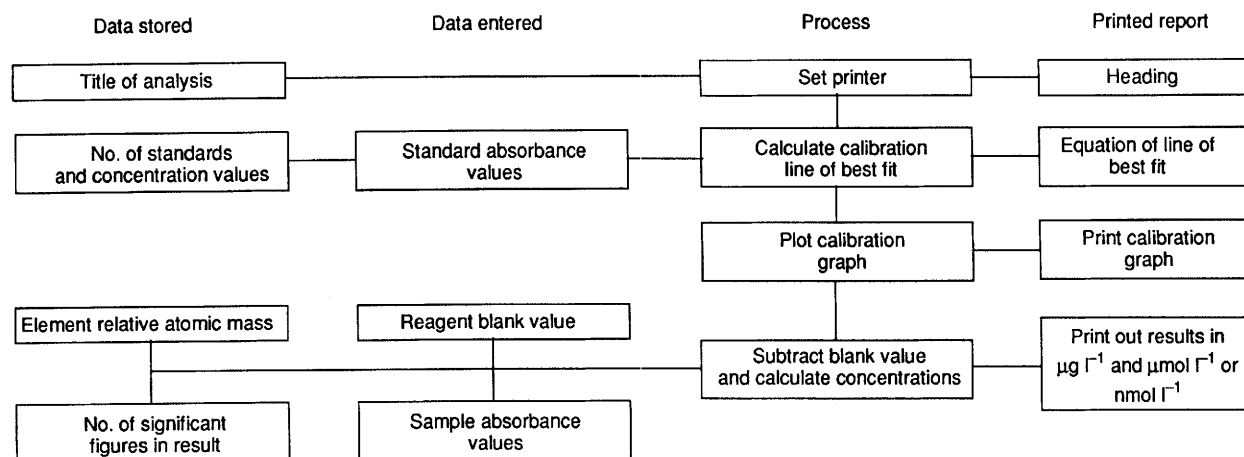 Data stored
Data entered
Process
Printed report
Title of analysis
Set printer
Heading
No. of standards
and concentration values
Standard absorbance
values
Calculate calibration
line of best fit
Equation of line of
best fit
Plot calibration
graph
Print calibration
graph
Element relative atomic mass
Reagent blank value
Subtract blank value
and calculate concentrations
Print out results in
µg l⁻¹ and µmol l⁻¹ or
nmol l⁻¹
No. of significant
figures in result
Sample absorbance
values